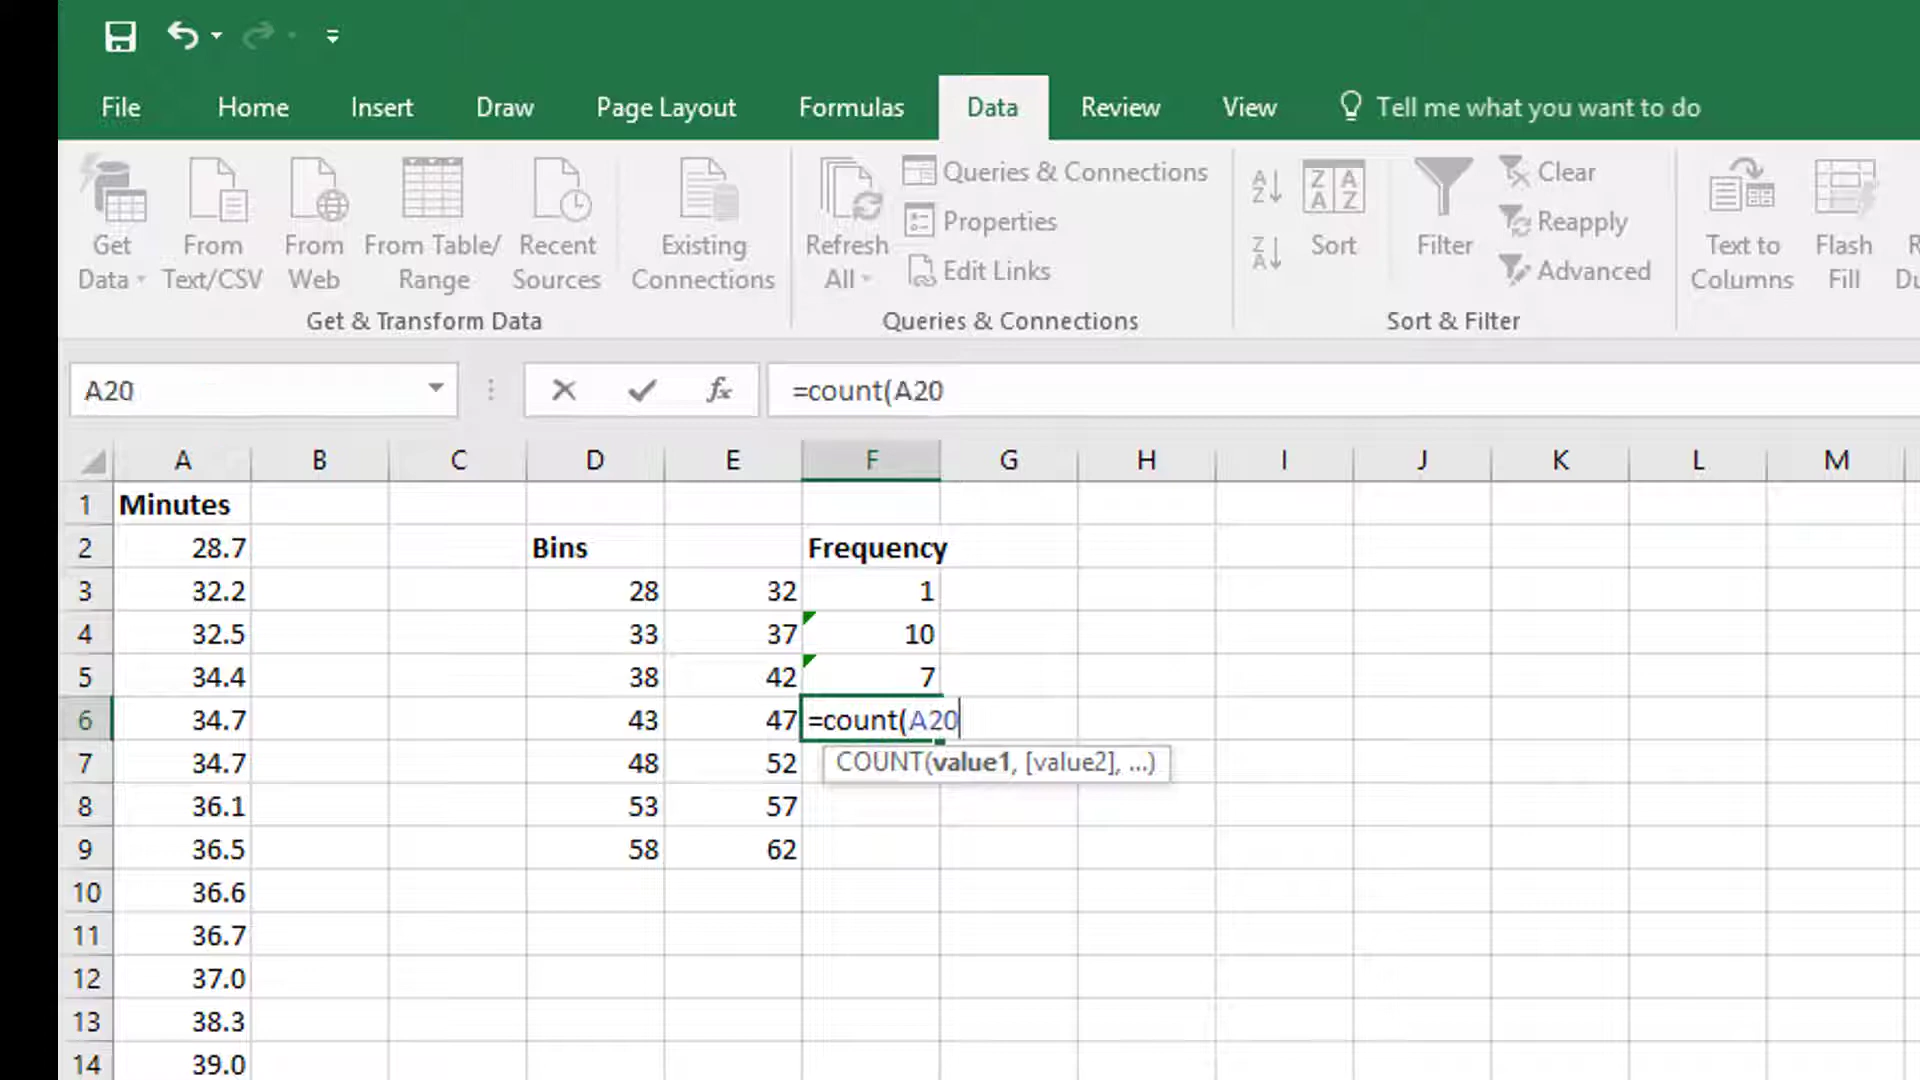 File Home Insert Draw Page Layout Formulas Data Review View Tell me what you want to do
Get Data
From Text/CSV
From Web
From Table/ Range
Recent Sources
Existing Connections
Get & Transform Data
Refresh All
Queries & Connections
Properties
Edit Links
Queries & Connections
A Z
Z A
Z A A Z
Sort
Filter
Clear
Reapply
Advanced
Sort & Filter
Text to Columns
Flash Fill
A20 fx =count(A20
A B C D E F G H I J K L M
1 Minutes
2 28.7 Bins Frequency
3 32.2 28 32 1
4 32.5 33 37 10
5 34.4 38 42 7
6 34.7 43 47 =count(A20
7 34.7 48 52 COUNT(value1, [value2], ...)
8 36.1 53 57
9 36.5 58 62
10 36.6
11 36.7
12 37.0
13 38.3
14 39.0